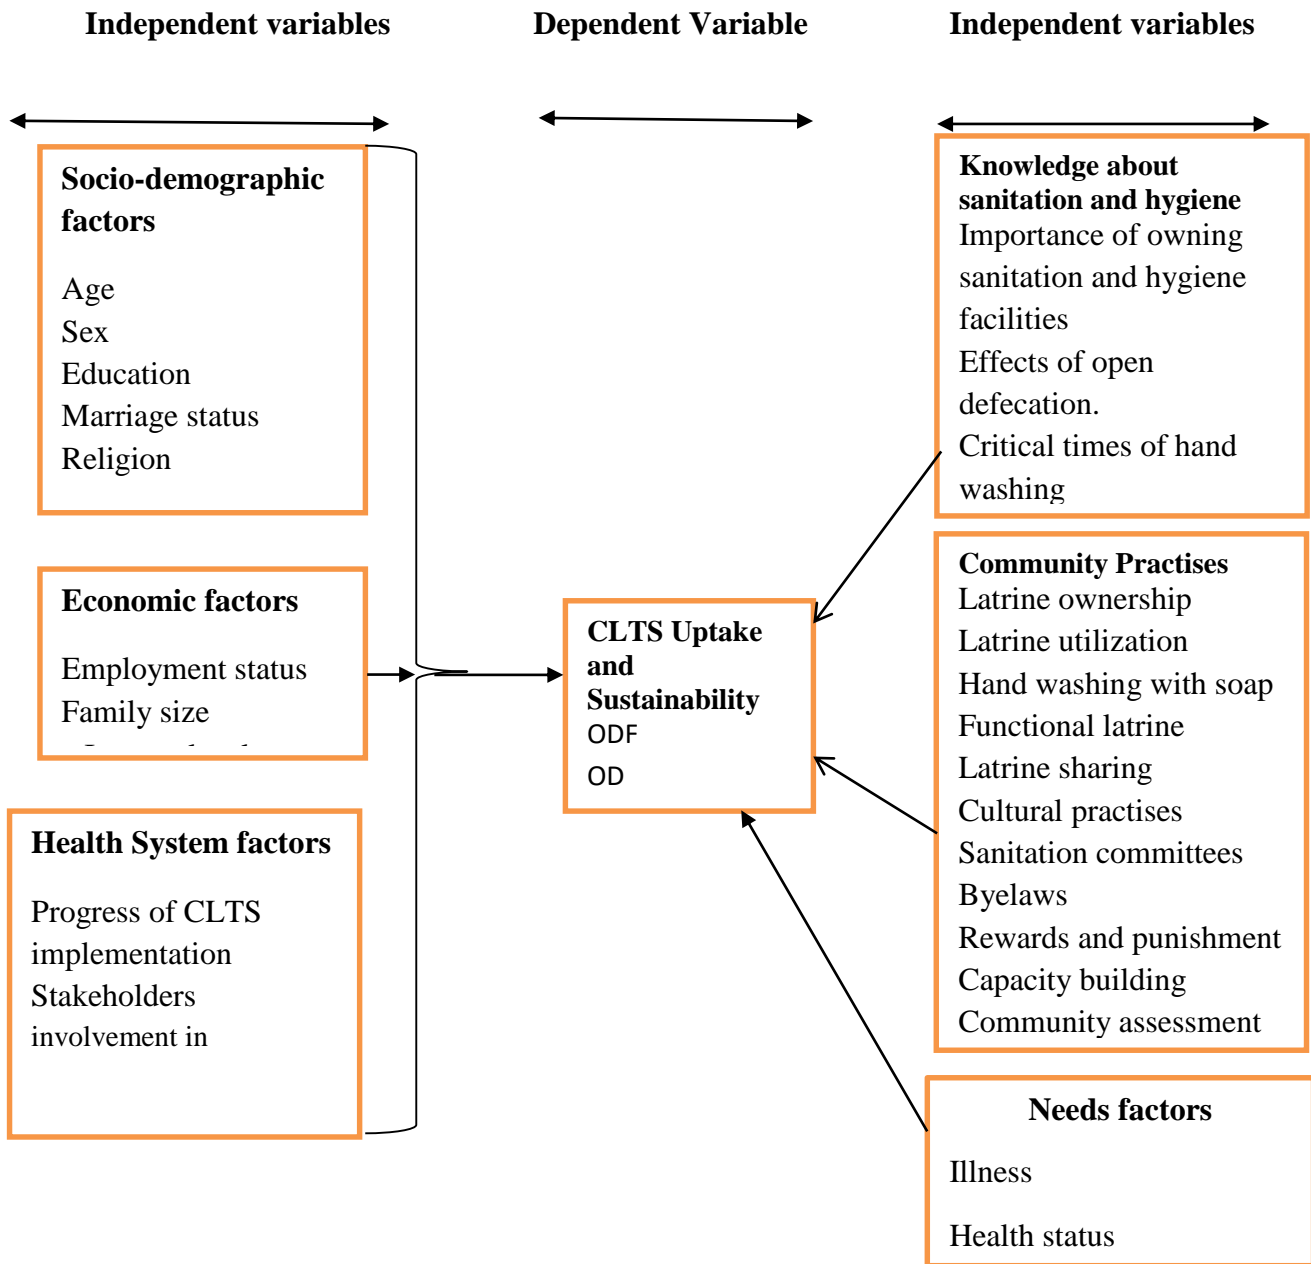 Independent variables
Dependent Variable
Independent variables
Socio-demographic
factors
Age
Sex
Education
Marriage status
Religion
Economic factors
Employment status
Family size
Health System factors
Progress of CLTS
implementation
Stakeholders
involvement in
CLTS Uptake
and
Sustainability
ODF
OD
Knowledge about
sanitation and hygiene
Importance of owning
sanitation and hygiene
facilities
Effects of open
defecation.
Critical times of hand
washing
Community Practises
Latrine ownership
Latrine utilization
Hand washing with soap
Functional latrine
Latrine sharing
Cultural practises
Sanitation committees
Byelaws
Rewards and punishment
Capacity building
Community assessment
Needs factors
Illness
Health status